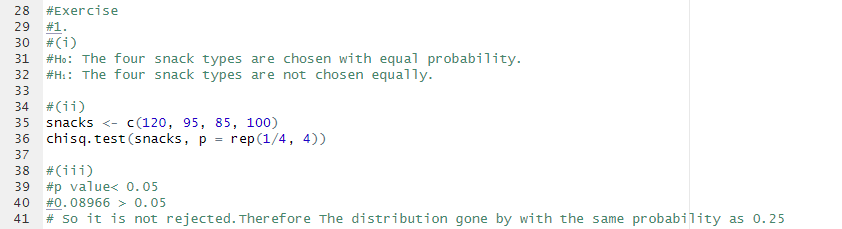 28 #Exercise
29 #1.
30 #(i)
31 #H₀: The four snack types are chosen with equal probability.
32 #H₁: The four snack types are not chosen equally.
33
34 #(ii)
35 snacks <- c(120, 95, 85, 100)
36 chisq.test(snacks, p = rep(1/4, 4))
37
38 #(iii)
39 #p value< 0.05
40 #0.08966 > 0.05
41 # So it is not rejected.Therefore The distribution gone by with the same probability as 0.25